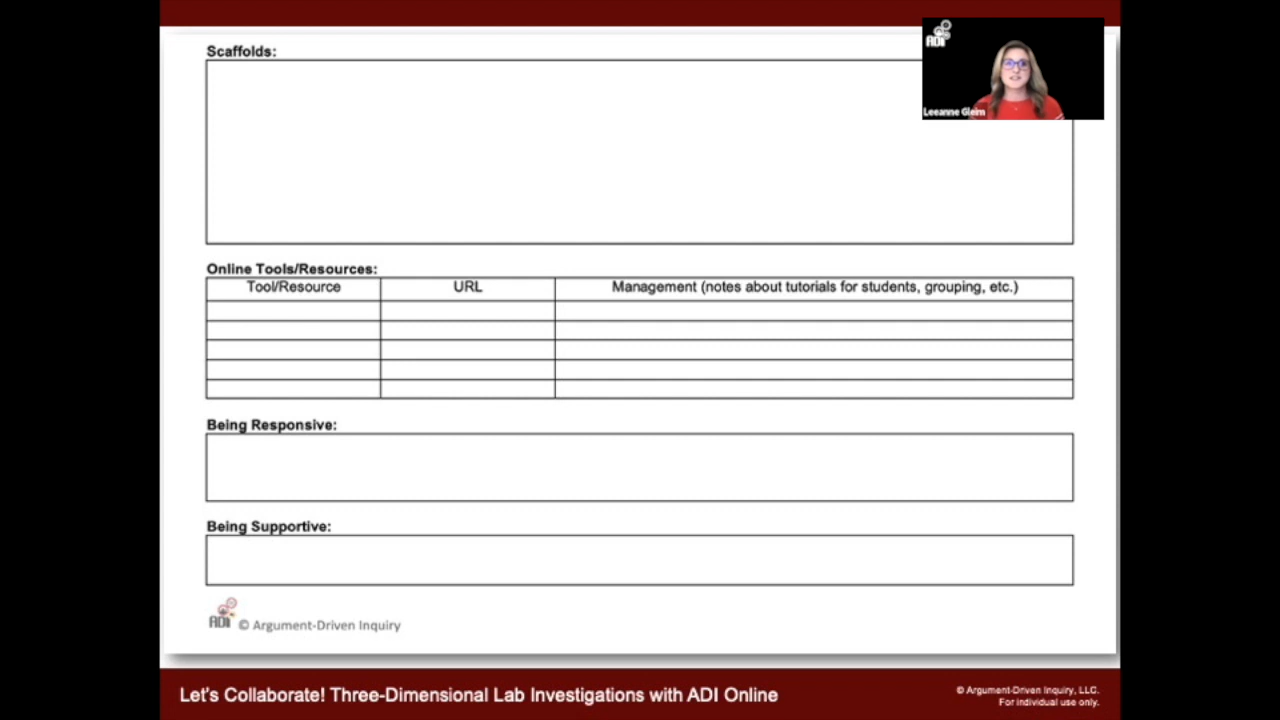 Scaffolds:
ADI
Leeanne Gleim
Online Tools/Resources:
Tool/Resource URL Management (notes about tutorials for students, grouping, etc.)
Being Responsive:
Being Supportive:
ADI © Argument-Driven Inquiry
Let's Collaborate! Three-Dimensional Lab Investigations with ADI Online
© Argument-Driven Inquiry, LLC.
For individual use only.